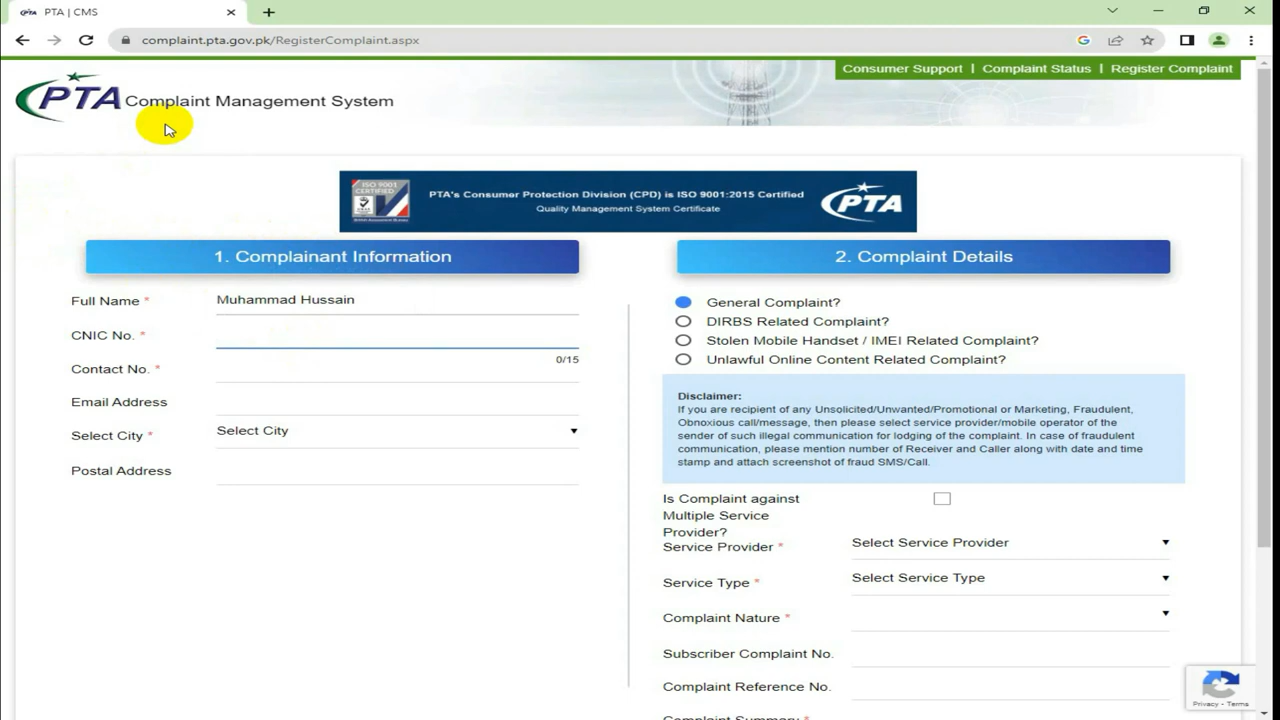 PTA | CMS
complaint.pta.gov.pk/RegisterComplaint.aspx
Consumer Support | Complaint Status | Register Complaint
PTA Complaint Management System
ISO 9001
CERTIFIED
PTA's Consumer Protection Division (CPD) is ISO 9001:2015 Certified
Quality Management System Certificate
PTA
1. Complainant Information
Full Name * Muhammad Hussain
CNIC No. *
0/15
Contact No. *
Email Address
Select City * Select City
Postal Address
2. Complaint Details
General Complaint?
DIRBS Related Complaint?
Stolen Mobile Handset / IMEI Related Complaint?
Unlawful Online Content Related Complaint?
Disclaimer:
If you are recipient of any Unsolicited/Unwanted/Promotional or Marketing, Fraudulent,
Obnoxious call/message, then please select service provider/mobile operator of the
sender of such illegal communication for lodging of the complaint. In case of fraudulent
communication, please mention number of Receiver and Caller along with date and time
stamp and attach screenshot of fraud SMS/Call.
Is Complaint against
Multiple Service
Provider?
Service Provider * Select Service Provider
Service Type * Select Service Type
Complaint Nature *
Subscriber Complaint No.
Complaint Reference No.
Complaint Summary *
Privacy - Terms